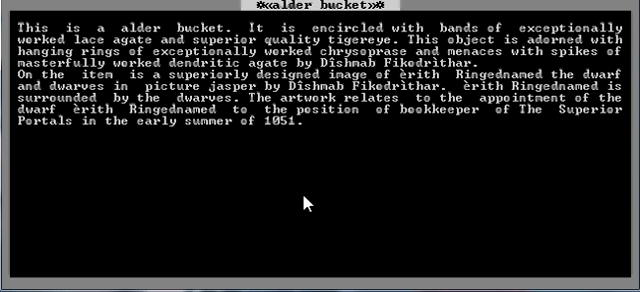 ☼«alder bucket»☼
This is a alder bucket. It is encircled with bands of exceptionally
worked lace agate and superior quality tigereye. This object is adorned with
hanging rings of exceptionally worked chrysoprase and menaces with spikes of
masterfully worked dendritic agate by Dîshmab Fikodrìthar.
On the item is a superiorly designed image of èrith Ringednamed the dwarf
and dwarves in picture jasper by Dîshmab Fikodrìthar. èrith Ringednamed is
surrounded by the dwarves. The artwork relates to the appointment of the
dwarf èrith Ringednamed to the position of bookkeeper of The Superior
Portals in the early summer of 1051.